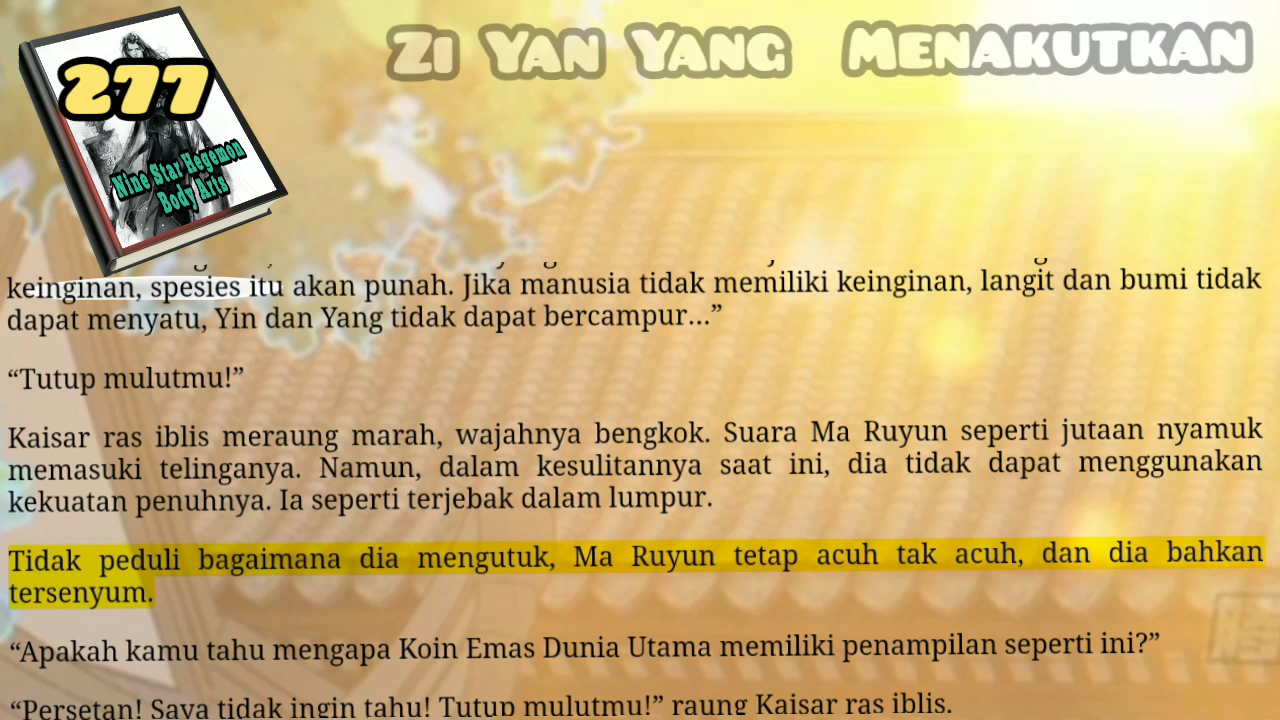 277
Nine Star Hegemon
Body Arts
Zi Yan Yang Menakutkan
keinginan, spesies itu akan punah. Jika manusia tidak memiliki keinginan, langit dan bumi tidak
dapat menyatu, Yin dan Yang tidak dapat bercampur...”
“Tutup mulutmu!”
Kaisar ras iblis meraung marah, wajahnya bengkok. Suara Ma Ruyun seperti jutaan nyamuk
memasuki telinganya. Namun, dalam kesulitannya saat ini, dia tidak dapat menggunakan
kekuatan penuhnya. Ia seperti terjebak dalam lumpur.
Tidak peduli bagaimana dia mengutuk, Ma Ruyun tetap acuh tak acuh, dan dia bahkan
tersenyum.
“Apakah kamu tahu mengapa Koin Emas Dunia Utama memiliki penampilan seperti ini?”
“Persetan! Saya tidak ingin tahu! Tutup mulutmu!” raung Kaisar ras iblis.